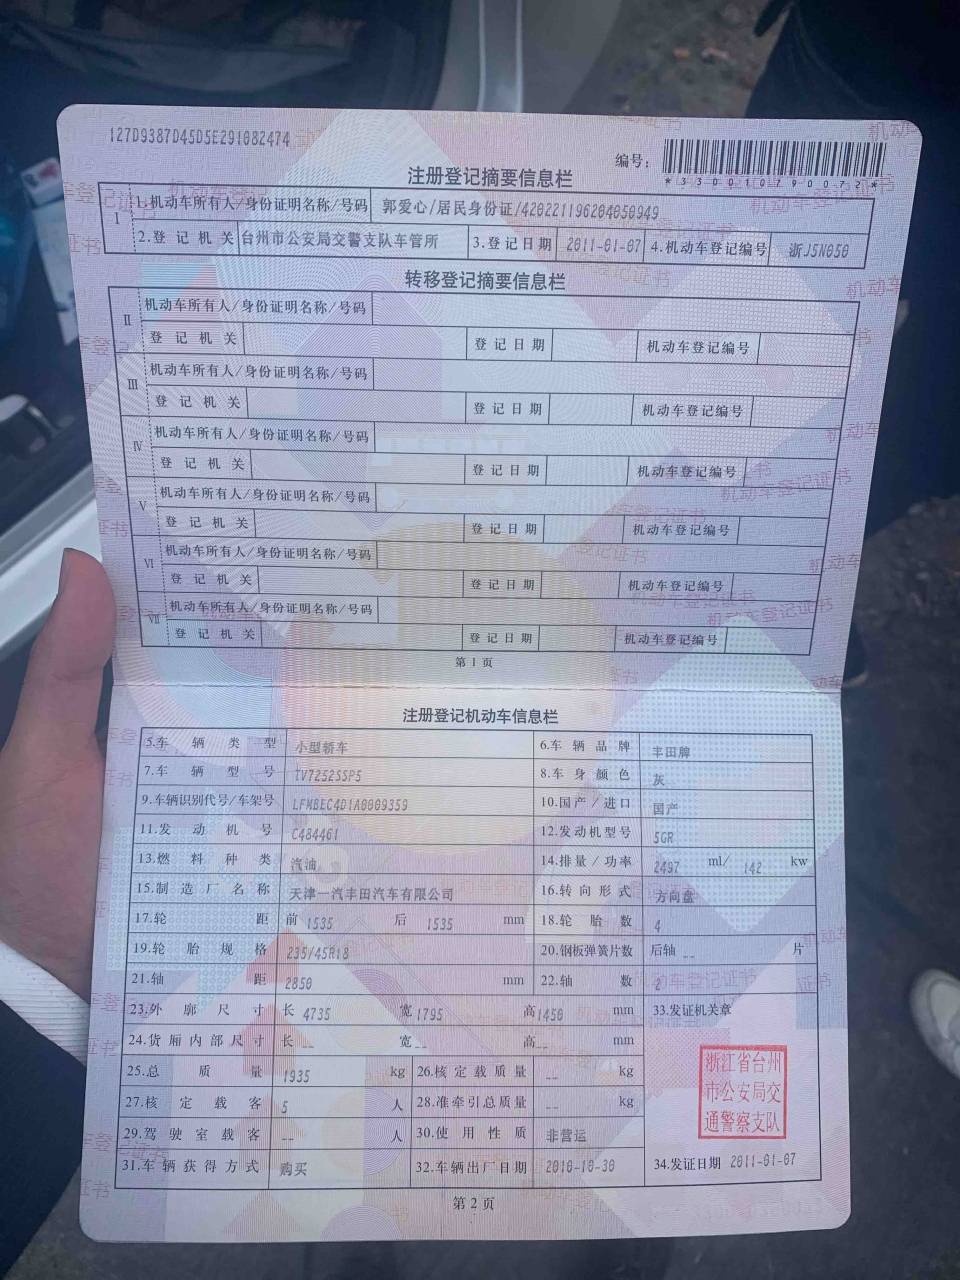 127D9387D45D5E291082474
编号：
*330010790072*
注册登记摘要信息栏
1 1.机动车所有人/身份证明名称/号码 郭爱心/居民身份证/420221196204050949
2.登记机关 台州市公安局交警支队车管所 3.登记日期 2011-01-07 4.机动车登记编号 浙J5N050
转移登记摘要信息栏
Ⅱ 机动车所有人/身份证明名称/号码
登记机关 登记日期 机动车登记编号
Ⅲ 机动车所有人/身份证明名称/号码
登记机关 登记日期 机动车登记编号
Ⅳ 机动车所有人/身份证明名称/号码
登记机关 登记日期 机动车登记编号
Ⅴ 机动车所有人/身份证明名称/号码
登记机关 登记日期 机动车登记编号
Ⅵ 机动车所有人/身份证明名称/号码
登记机关 登记日期 机动车登记编号
Ⅶ 机动车所有人/身份证明名称/号码
登记机关 登记日期 机动车登记编号
第 1 页
注册登记机动车信息栏
5.车辆类型 小型轿车 6.车辆品牌 丰田牌
7.车辆型号 TV7252SSP5 8.车身颜色 灰
9.车辆识别代号/车架号 LFMBEC4D1A0009359 10.国产/进口 国产
11.发动机号 C484461 12.发动机型号 5GR
13.燃料种类 汽油 14.排量/功率 2497 ml/ 142 kw
15.制造厂名称 天津一汽丰田汽车有限公司 16.转向形式 方向盘
17.轮距 前 1535 后 1535 mm 18.轮胎数 4
19.轮胎规格 235/45R18 20.钢板弹簧片数 后轴 -- 片
21.轴距 2850 mm 22.轴数 2
23.外廓尺寸 长 4735 宽 1795 高 1450 mm 33.发证机关章
24.货厢内部尺寸 长 -- 宽 -- 高 -- mm
25.总质量 1935 kg 26.核定载质量 -- kg
27.核定载客 5 人 28.准牵引总质量 -- kg
29.驾驶室载客 -- 人 30.使用性质 非营运
浙江省台州
市公安局交
通警察支队
31.车辆获得方式 购买 32.车辆出厂日期 2010-10-30 34.发证日期 2011-01-07
第 2 页